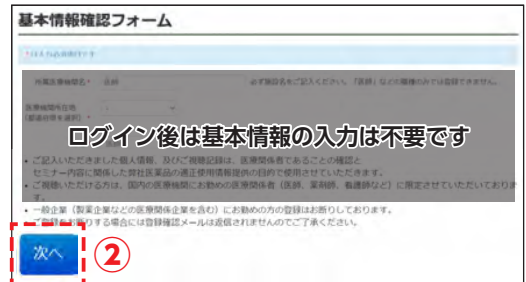 基本情報確認フォーム
*は入力必須項目です
所属医療機関名* 医師 必ず施設名をご記入ください。「医師」などの職種のみでは登録できません。
医療機関所在地
(都道府県を選択) *
ログイン後は基本情報の入力は不要です
• ご記入いただきました個人情報、及びご視聴記録は、医療関係者であることの確認と
セミナー内容に関係した弊社医薬品の適正使用情報提供の目的で使用させていただきます。
• ご視聴いただける方は、国内の医療機関にお勤めの医療関係者(医師、薬剤師、看護師など)に限定させていただいております。
• 一般企業(製薬企業などの医療関係企業を含む)にお勤めの方の登録はお断りしております。
ご登録をお断りする場合には登録確認メールは返信されませんのでご了承ください。
次へ ②